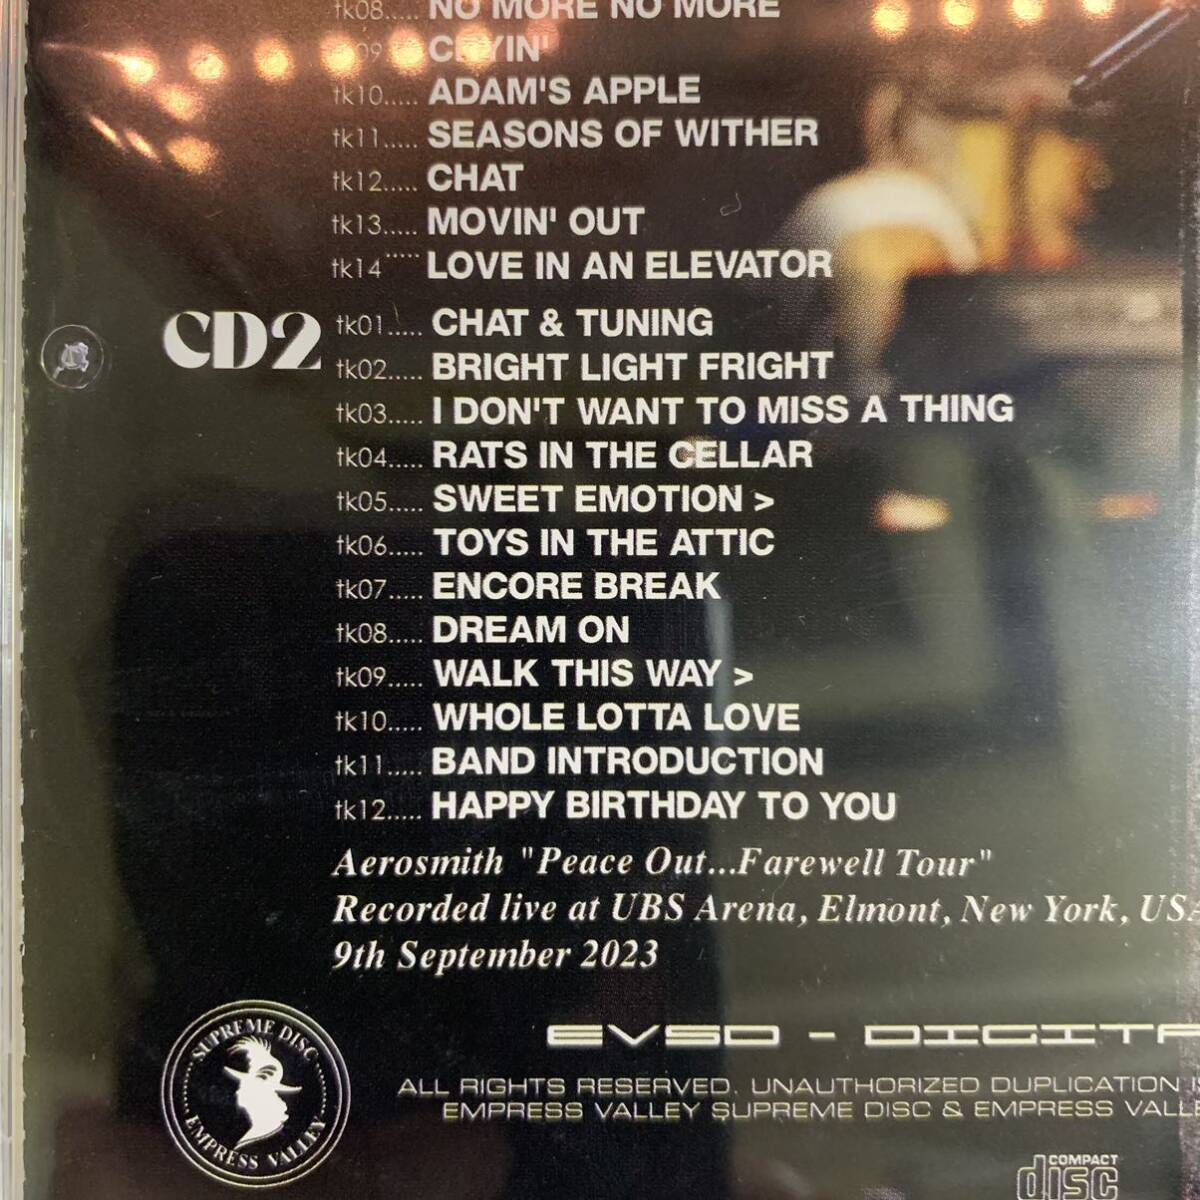 tk08..... NO MORE NO MORE
tk09..... CRYIN'
tk10..... ADAM'S APPLE
tk11..... SEASONS OF WITHER
tk12..... CHAT
tk13..... MOVIN' OUT
tk14..... LOVE IN AN ELEVATOR
CD2 tk01..... CHAT & TUNING
tk02..... BRIGHT LIGHT FRIGHT
tk03..... I DON'T WANT TO MISS A THING
tk04..... RATS IN THE CELLAR
tk05..... SWEET EMOTION >
tk06..... TOYS IN THE ATTIC
tk07..... ENCORE BREAK
tk08..... DREAM ON
tk09..... WALK THIS WAY >
tk10..... WHOLE LOTTA LOVE
tk11..... BAND INTRODUCTION
tk12..... HAPPY BIRTHDAY TO YOU
Aerosmith "Peace Out...Farewell Tour"
Recorded live at UBS Arena, Elmont, New York, US
9th September 2023
SUPREME DISC
EMPRESS VALLEY
EVSD - DIGITA
ALL RIGHTS RESERVED. UNAUTHORIZED DUPLICATION
EMPRESS VALLEY SUPREME DISC & EMPRESS VALLE
COMPACT
disc